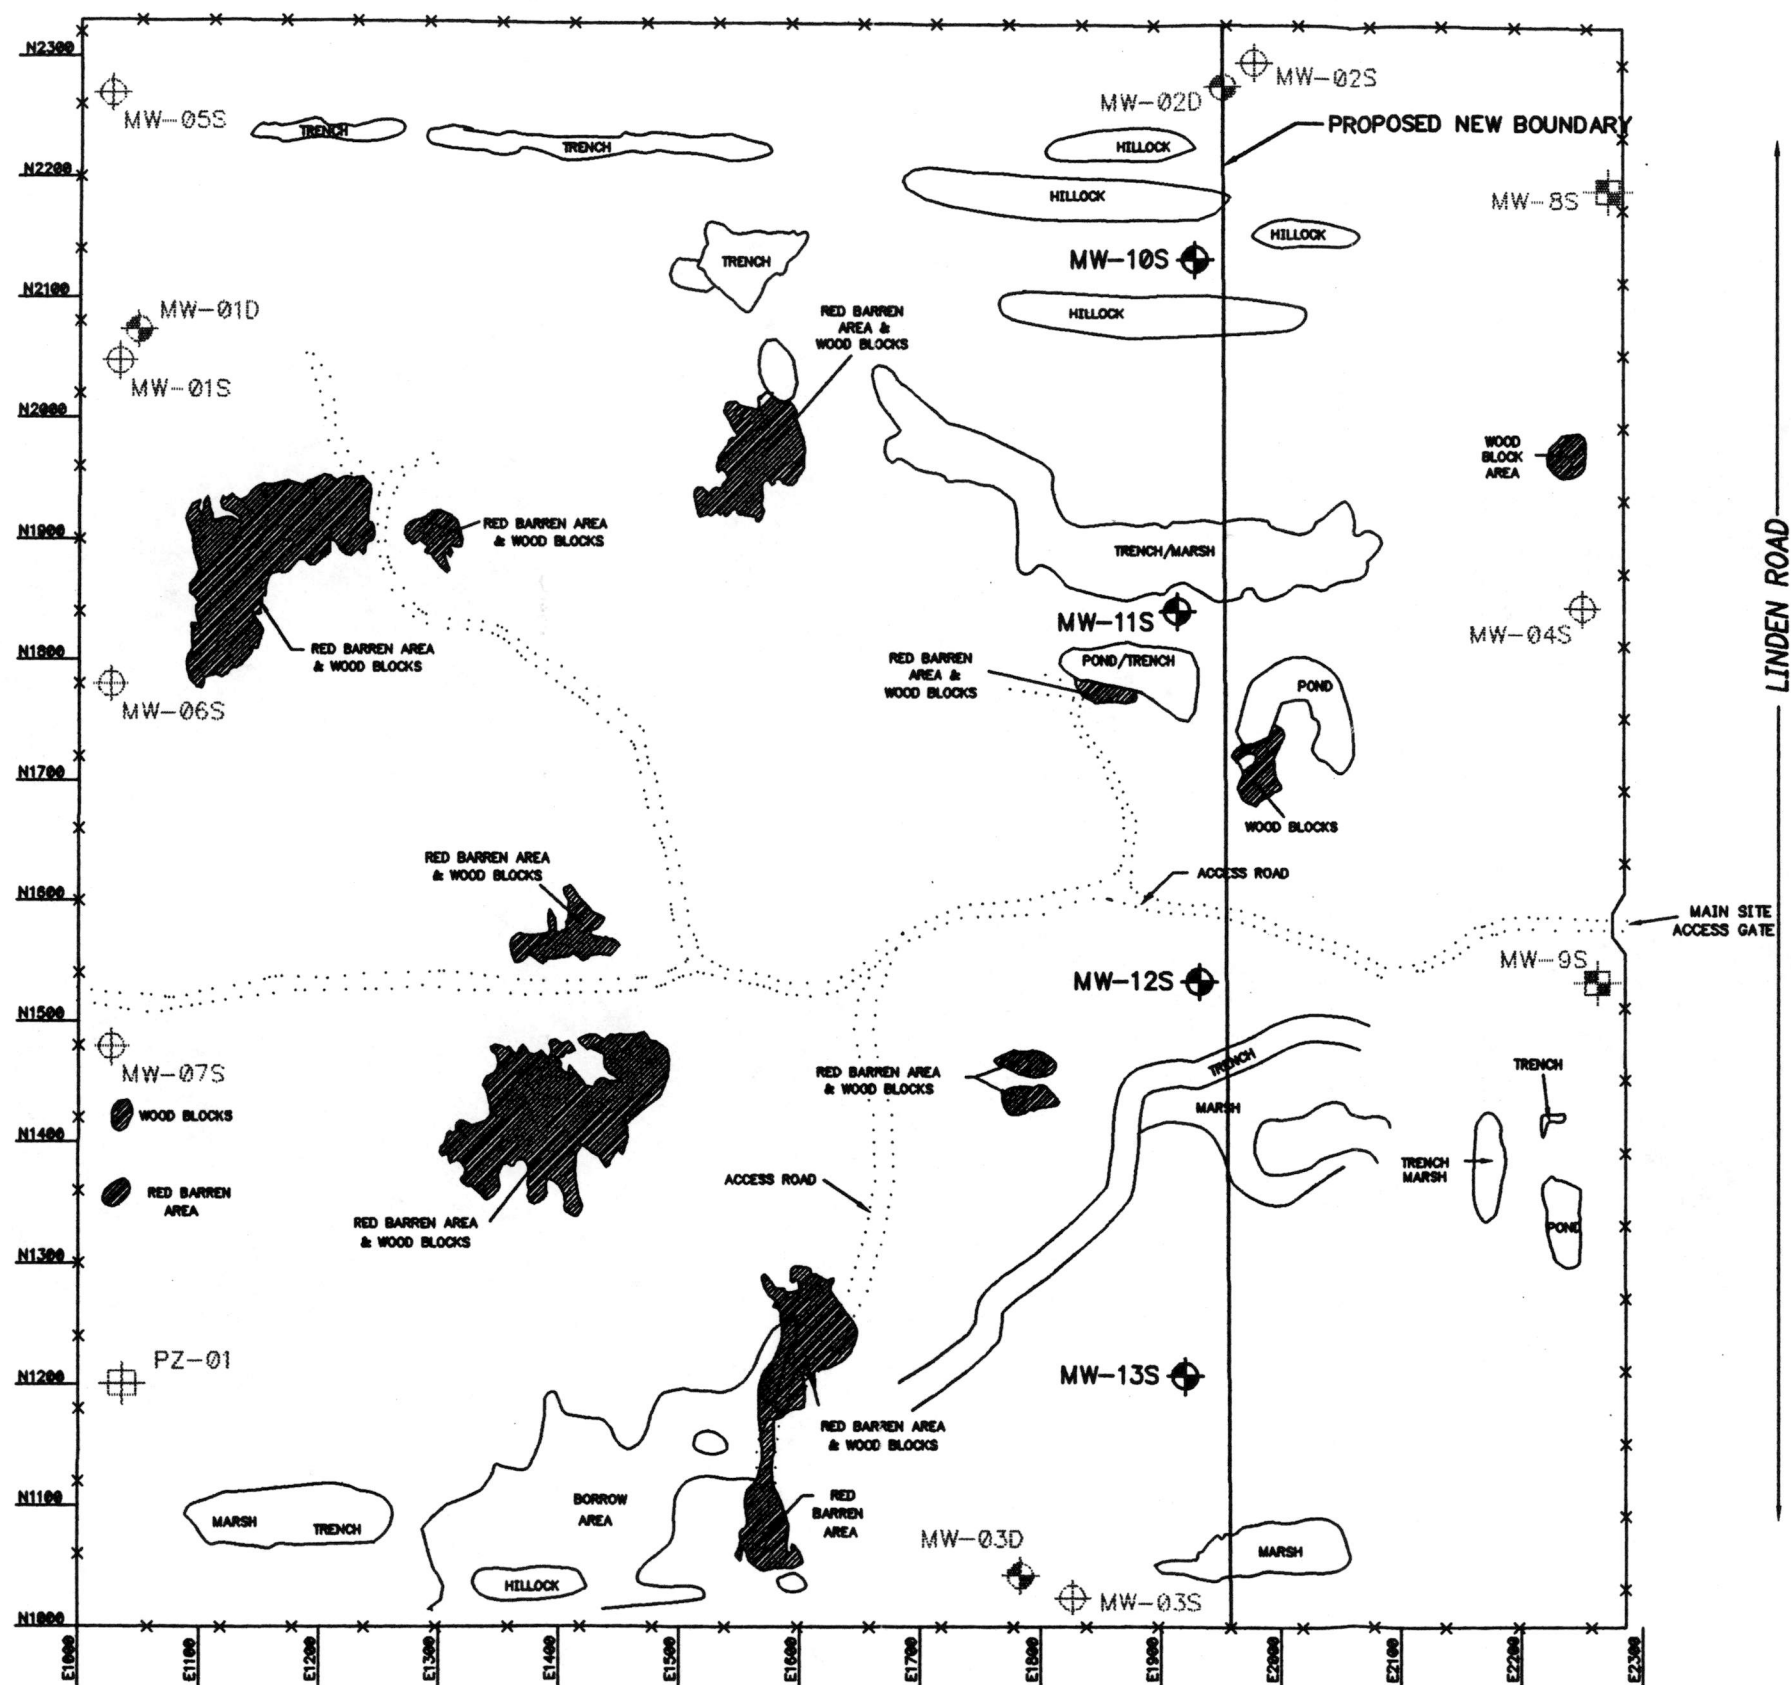 N2300
MW-05S
TRENCH
TRENCH
MW-02D
MW-02S
PROPOSED NEW BOUNDARY
HILLOCK
N2200
HILLOCK
MW-8S
HILLOCK
TRENCH
MW-10S
N2100
MW-01D
MW-01S
RED BARREN
AREA &
WOOD BLOCKS
HILLOCK
N2000
WOOD
BLOCK
AREA
N1900
RED BARREN AREA
& WOOD BLOCKS
TRENCH/MARSH
LINDEN ROAD
MW-11S
MW-04S
N1800
RED BARREN AREA
& WOOD BLOCKS
RED BARREN
AREA &
WOOD BLOCKS
POND/TRENCH
POND
MW-06S
N1700
WOOD BLOCKS
RED BARREN AREA
& WOOD BLOCKS
ACCESS ROAD
N1600
MAIN SITE
ACCESS GATE
MW-9S
MW-12S
N1500
MW-07S
WOOD BLOCKS
RED BARREN AREA
& WOOD BLOCKS
TRENCH
TRENCH
MARSH
N1400
TRENCH
MARSH
RED BARREN
AREA
ACCESS ROAD
RED BARREN AREA
& WOOD BLOCKS
POND
N1300
PZ-01
N1200
MW-13S
RED BARREN AREA
& WOOD BLOCKS
N1100
MARSH
TRENCH
BORROW
AREA
RED
BARREN
AREA
MW-03D
MARSH
HILLOCK
MW-03S
N1000
E1000
E1100
E1200
E1300
E1400
E1500
E1600
E1700
E1800
E1900
E2000
E2100
E2200
E2300